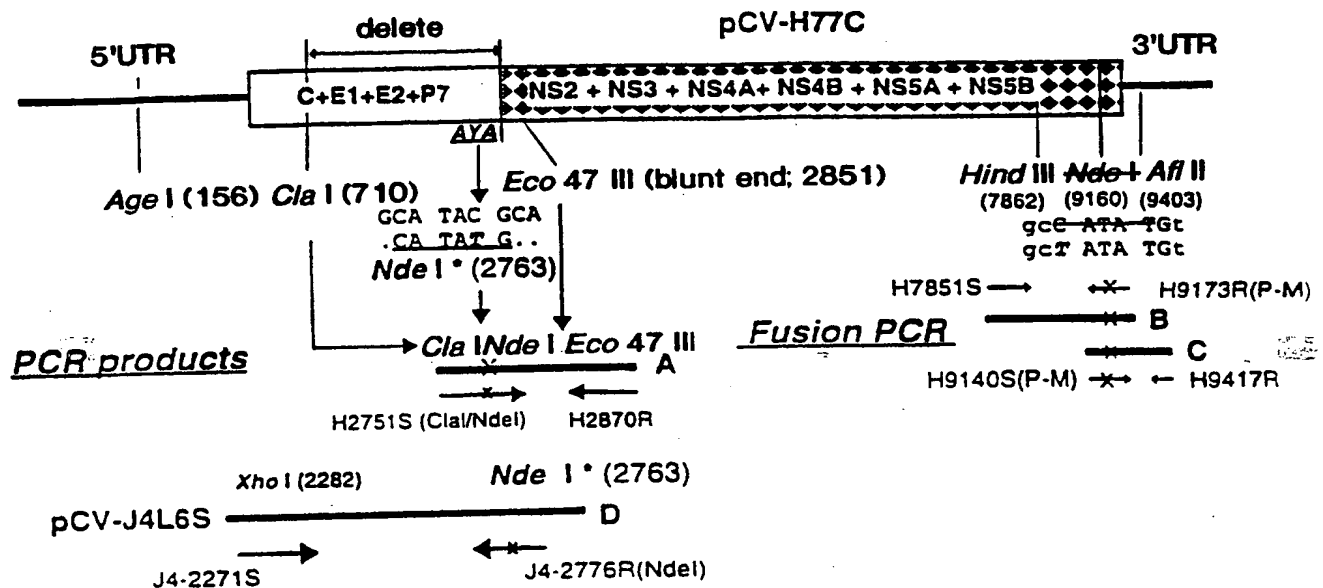 delete
pCV-H77C
5'UTR
3'UTR
C+E1+E2+P7
NS2 + NS3 + NS4A+ NS4B + NS5A + NS5B
AYA
Age I (156) Cla I (710)
Eco 47 III (blunt end; 2851)
Hind III Nde I Afl II
(7862) (9160) (9403)
GCA TAC GCA
.CA TAT G..
Nde I * (2763)
gcC ATA TGt
gcT ATA TGt
H7851S
H9173R(P-M)
B
Fusion PCR
C
H9140S(P-M)
H9417R
PCR products
Cla I Nde I Eco 47 III
A
H2751S (ClaI/NdeI)
H2870R
Xho I (2282)
Nde I * (2763)
pCV-J4L6S
D
J4-2271S
J4-2776R(NdeI)